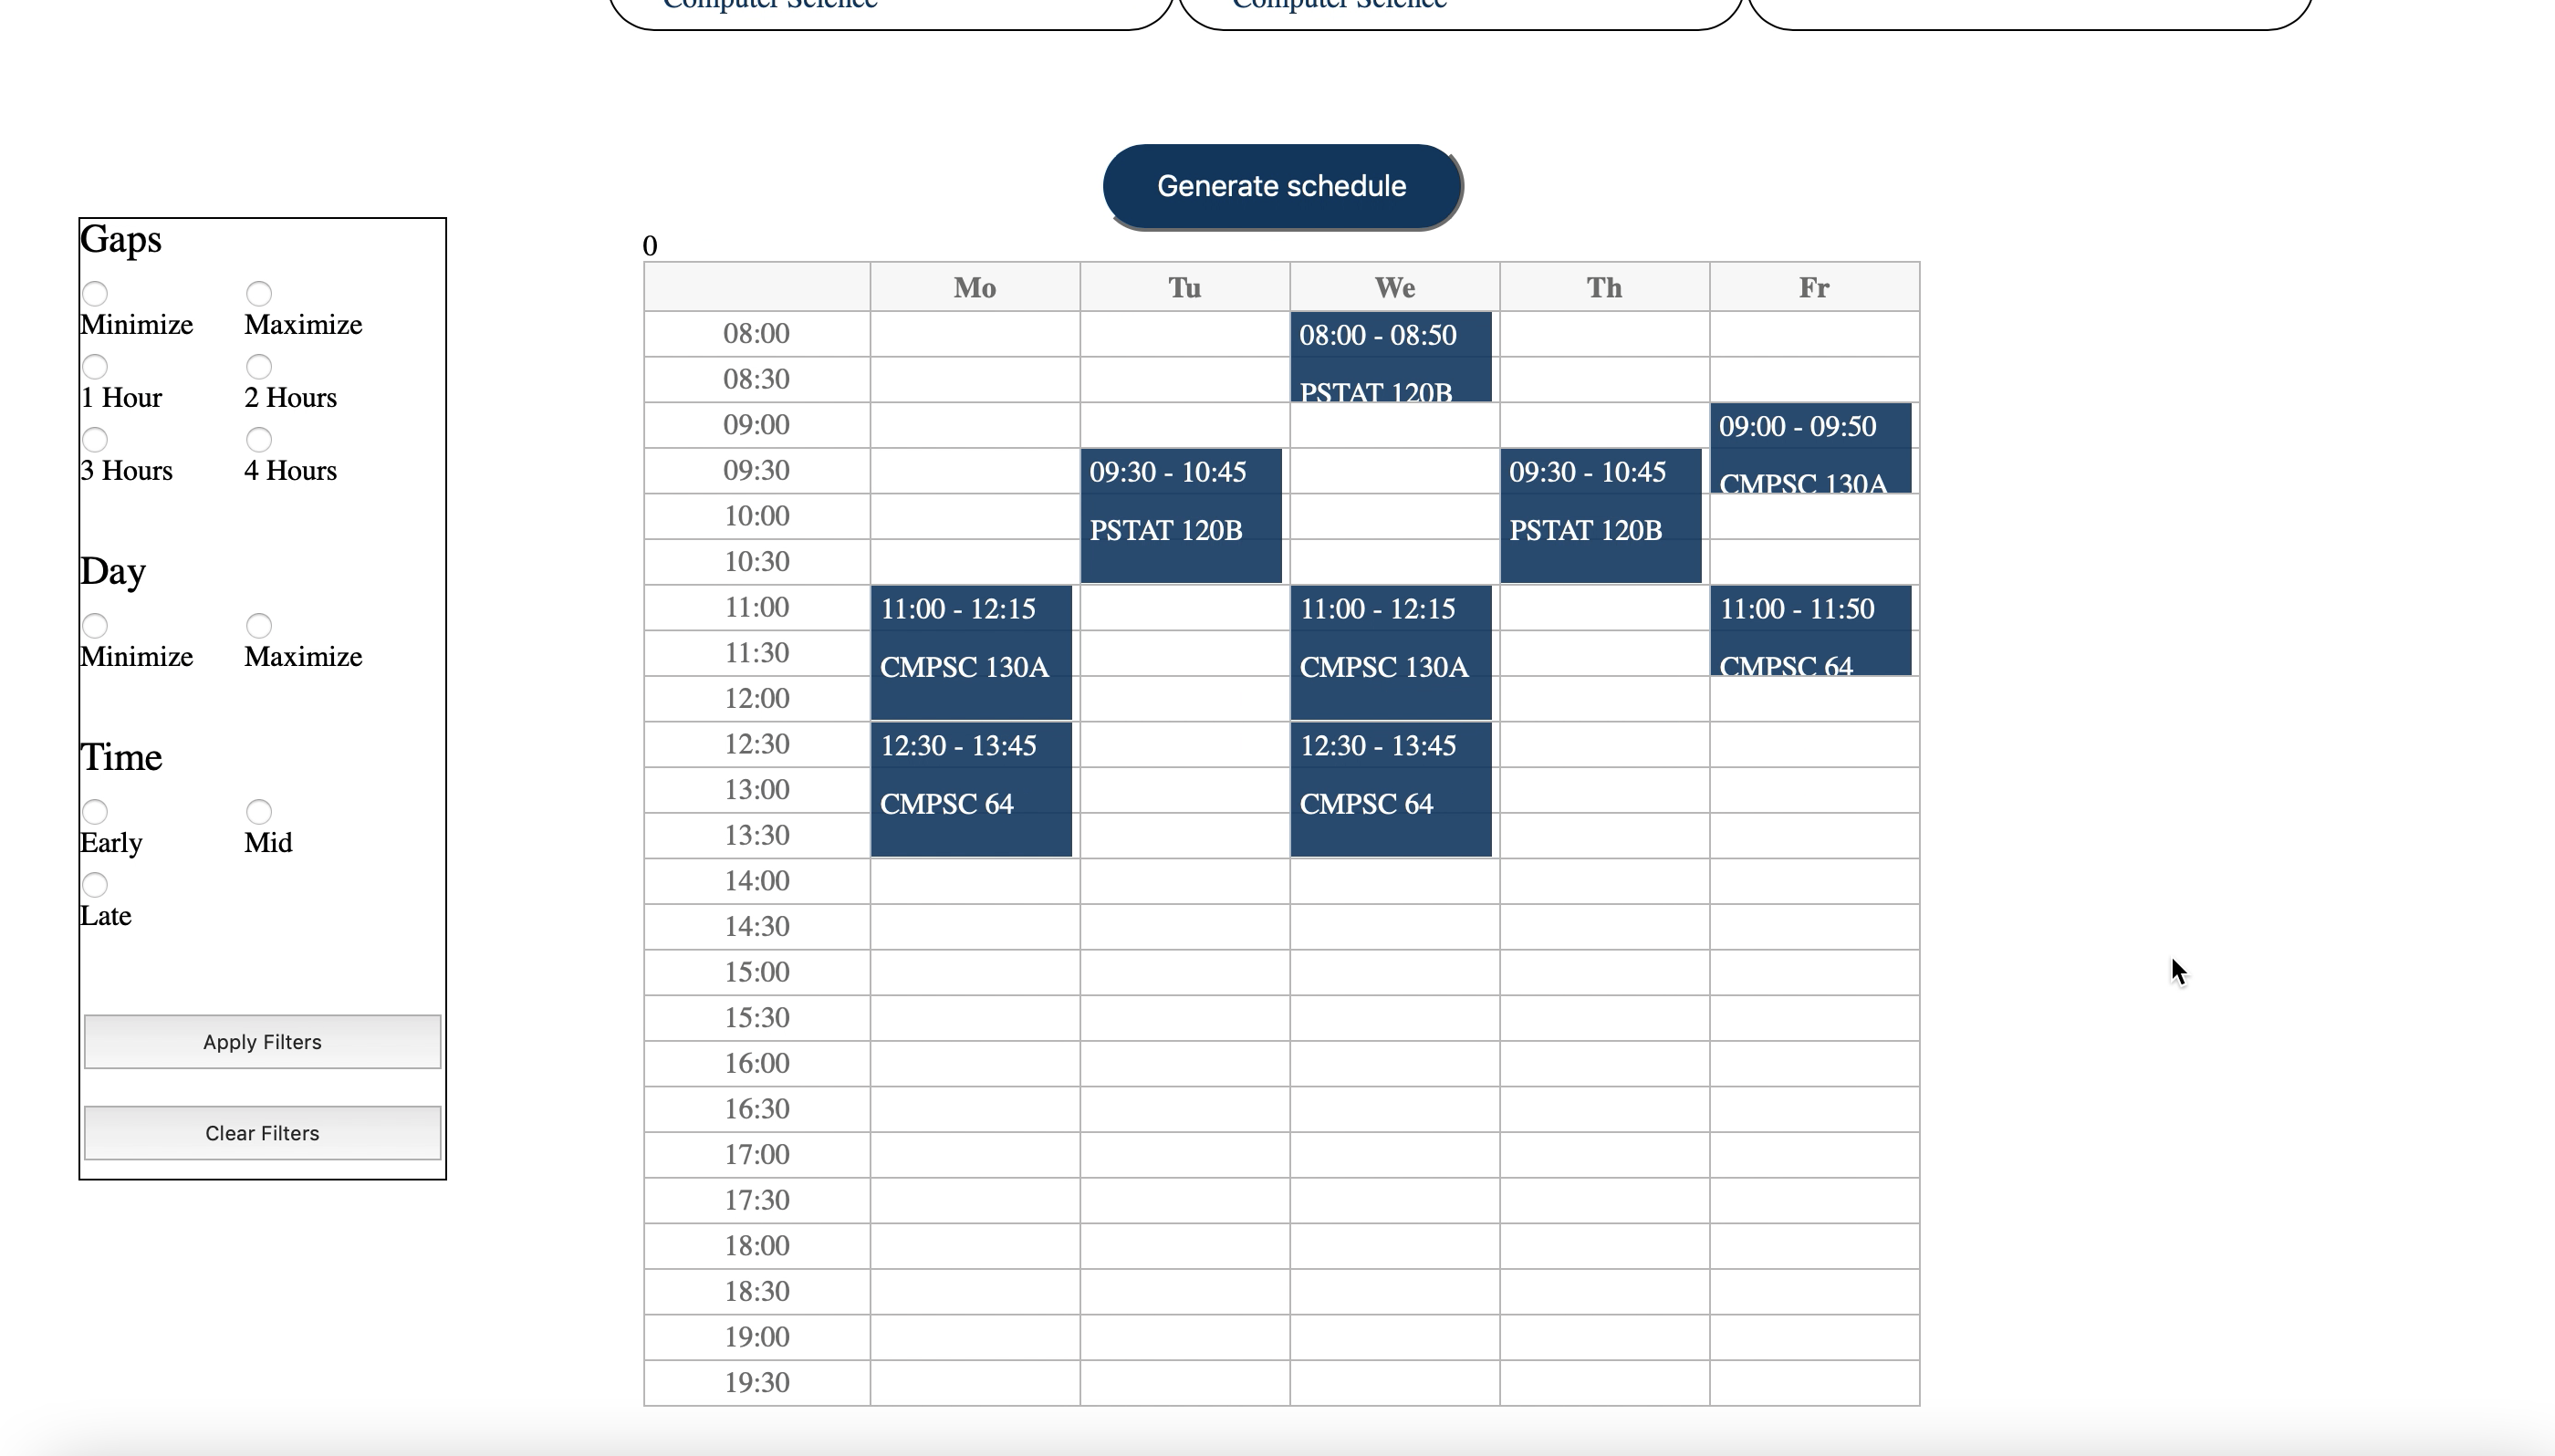 Computer Science Computer Science
Generate schedule
Gaps
Minimize Maximize
1 Hour 2 Hours
3 Hours 4 Hours
Day
Minimize Maximize
Time
Early Mid
Late
Apply Filters
Clear Filters
0
Mo Tu We Th Fr
08:00 08:00 - 08:50
08:30 PSTAT 120B
09:00 09:00 - 09:50
09:30 09:30 - 10:45 09:30 - 10:45 CMPSC 130A
10:00 PSTAT 120B PSTAT 120B
10:30
11:00 11:00 - 12:15 11:00 - 12:15 11:00 - 11:50
11:30 CMPSC 130A CMPSC 130A CMPSC 64
12:00
12:30 12:30 - 13:45 12:30 - 13:45
13:00 CMPSC 64 CMPSC 64
13:30
14:00
14:30
15:00
15:30
16:00
16:30
17:00
17:30
18:00
18:30
19:00
19:30